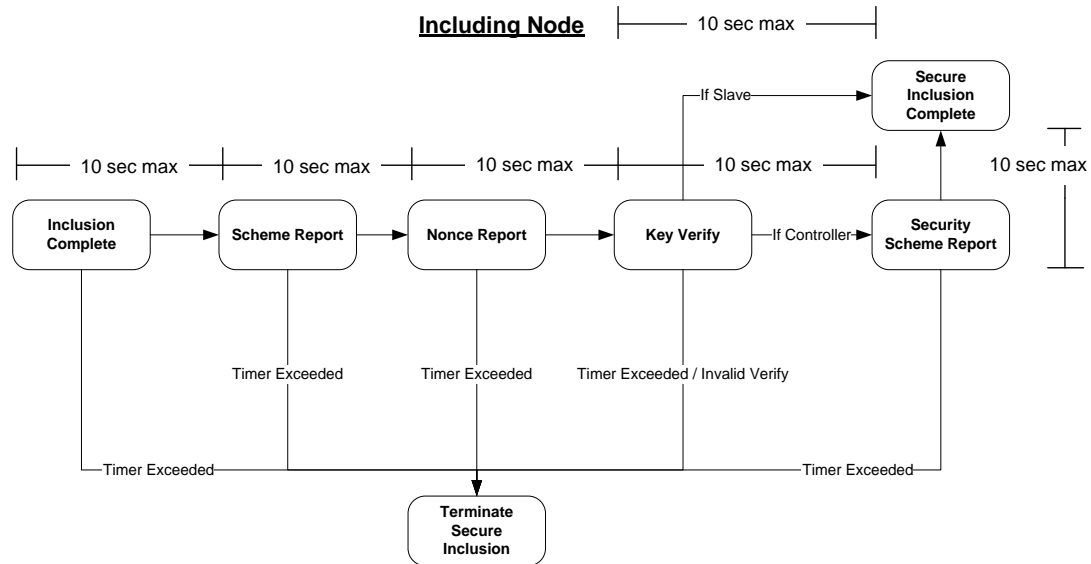 Including Node
10 sec max
If Slave
Secure
Inclusion
Complete
10 sec max
10 sec max
10 sec max
10 sec max
10 sec max
Inclusion
Complete
Scheme Report
Nonce Report
Key Verify
If Controller
Security
Scheme Report
Timer Exceeded
Timer Exceeded
Timer Exceeded / Invalid Verify
Timer Exceeded
Timer Exceeded
Terminate
Secure
Inclusion